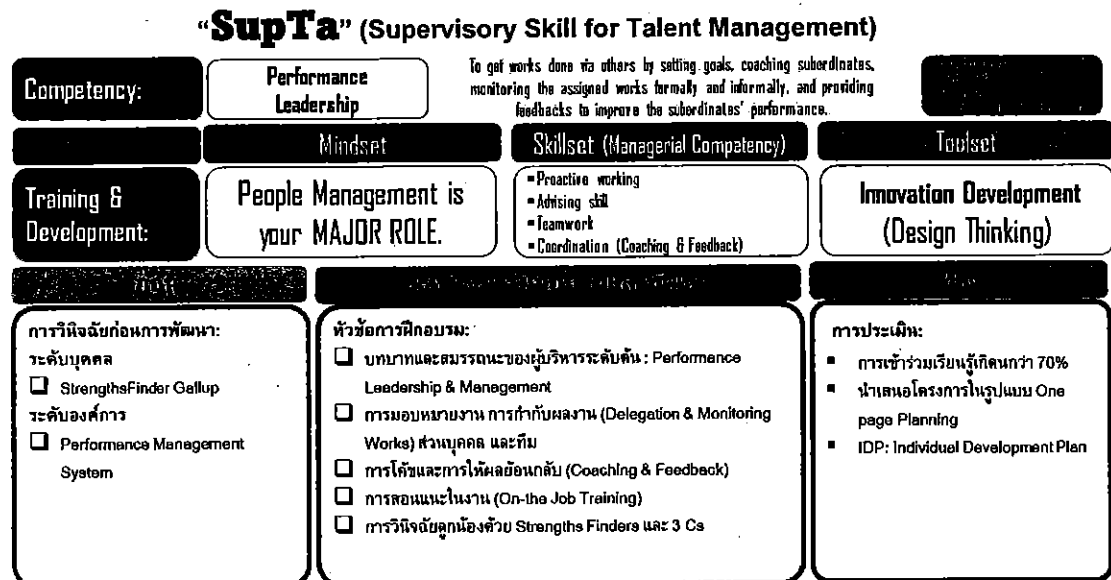 “SupTa” (Supervisory Skill for Talent Management)
Competency:
Performance
Leadership
To get works done via others by setting goals, coaching subordinates,
monitoring the assigned works formally and informally, and providing
feedbacks to improve the subordinates' performance.
Mindset
Skillset (Managerial Competency)
Toolset
Training &
Development:
People Management is
your MAJOR ROLE.
▪Proactive working
▪Advising skill
▪Teamwork
▪Coordination (Coaching & Feedback)
Innovation Development
(Design Thinking)
การวินิจฉัยก่อนการพัฒนา:
ระดับบุคคล
❑ StrengthsFinder Gallup
ระดับองค์การ
❑ Performance Management
System
หัวข้อการฝึกอบรม:
❑ บทบาทและสมรรถนะของผู้บริหารระดับต้น : Performance
Leadership & Management
❑ การมอบหมายงาน การกำกับผลงาน (Delegation & Monitoring
Works) ส่วนบุคคล และทีม
❑ การโค้ชและการให้ผลย้อนกลับ (Coaching & Feedback)
❑ การสอนแนะในงาน (On-the Job Training)
❑ การวินิจฉัยลูกน้องด้วย Strengths Finders และ 3 Cs
การประเมิน:
▪ การเข้าร่วมเรียนรู้เกิดนกว่า 70%
▪ นำเสนอโครงการในรูปแบบ One
page Planning
▪ IDP: Individual Development Plan